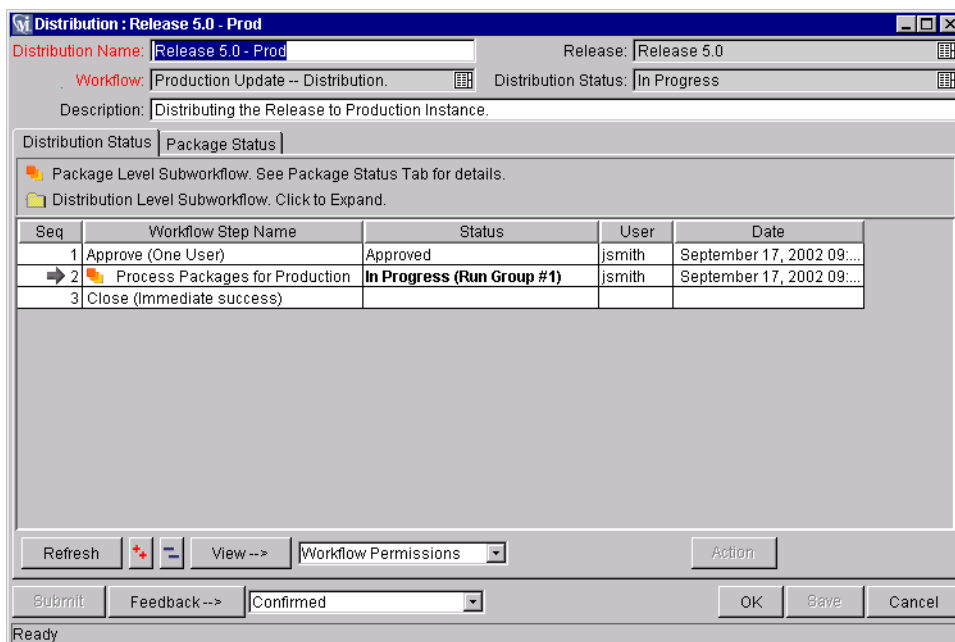 Distribution : Release 5.0 - Prod
Distribution Name: Release 5.0 - Prod Release: Release 5.0
Workflow: Production Update -- Distribution. Distribution Status: In Progress
Description: Distributing the Release to Production Instance.
Distribution Status Package Status
Package Level Subworkflow. See Package Status Tab for details.
Distribution Level Subworkflow. Click to Expand.
Seq Workflow Step Name Status User Date
1 Approve (One User) Approved jsmith September 17, 2002 09:...
2 Process Packages for Production In Progress (Run Group #1) jsmith September 17, 2002 09:...
3 Close (Immediate success)
Refresh View --> Workflow Permissions Action
Submit Feedback --> Confirmed OK Save Cancel
Ready